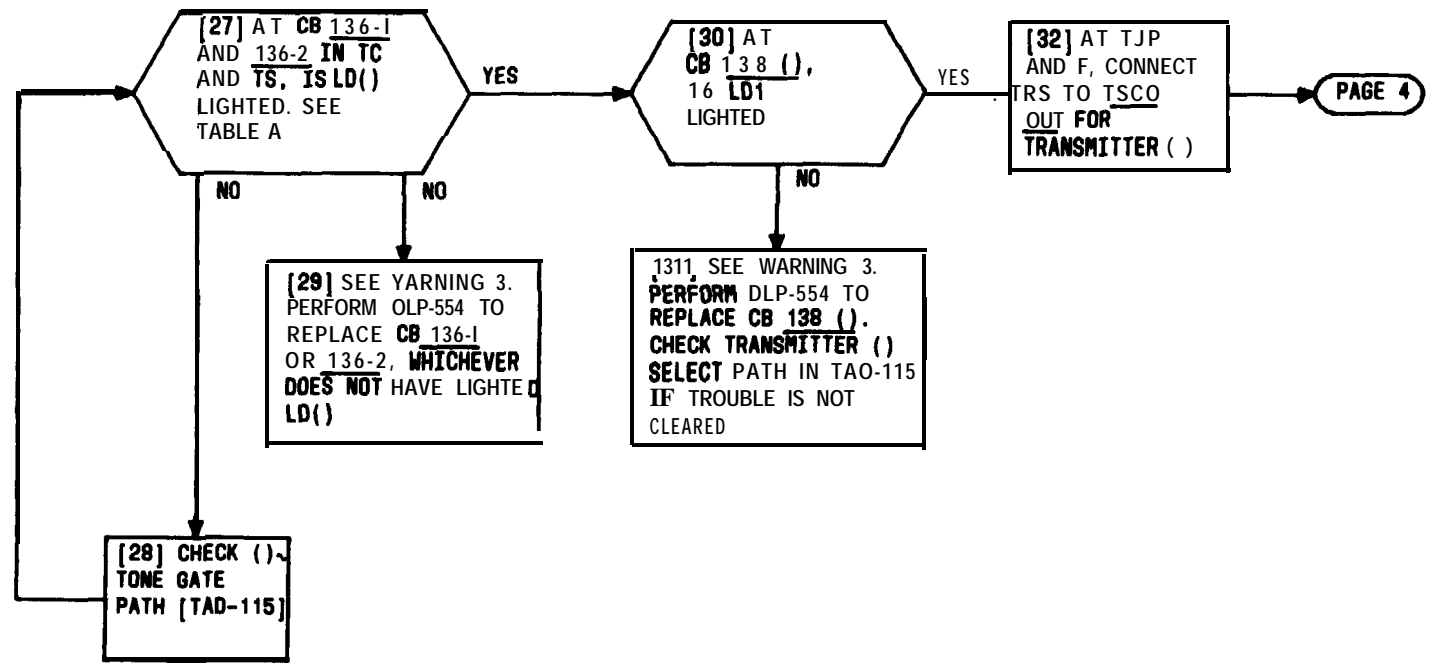 [27] AT CB 136-I
AND 136-2 IN TC
AND TS, IS LD()
LIGHTED. SEE
TABLE A
YES
NO
NO
[28] CHECK ()~
TONE GATE
PATH [TAD-115]
[29] SEE YARNING 3.
PERFORM OLP-554 TO
REPLACE CB 136-I
OR 136-2, WHICHEVER
DOES NOT HAVE LIGHTED
LD()
[30] AT
CB 138 (),
16 LD1
LIGHTED
YES
NO
1311, SEE WARNING 3.
PERFORM DLP-554 TO
REPLACE CB 138 ().
CHECK TRANSMITTER ()
SELECT PATH IN TAO-115
IF TROUBLE IS NOT
CLEARED
[32] AT TJP
AND F, CONNECT
TRS TO TSCO
OUT FOR
TRANSMITTER ( )
PAGE 4